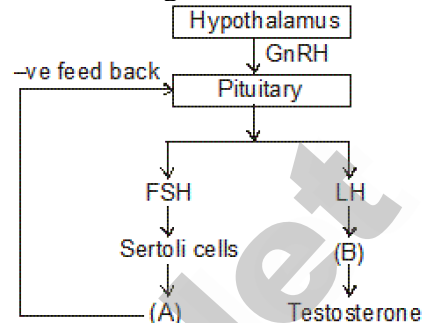 Hypothalamus
GnRH
–ve feed back
Pituitary
FSH LH
Sertoli cells (B)
(A) Testosterone